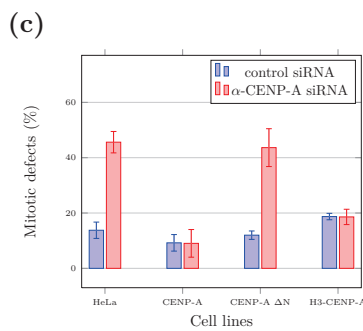 (c)
control siRNA
α-CENP-A siRNA
Mitotic defects (%)
60
40
20
0
HeLa
CENP-A
CENP-A ΔN
H3-CENP-A
Cell lines